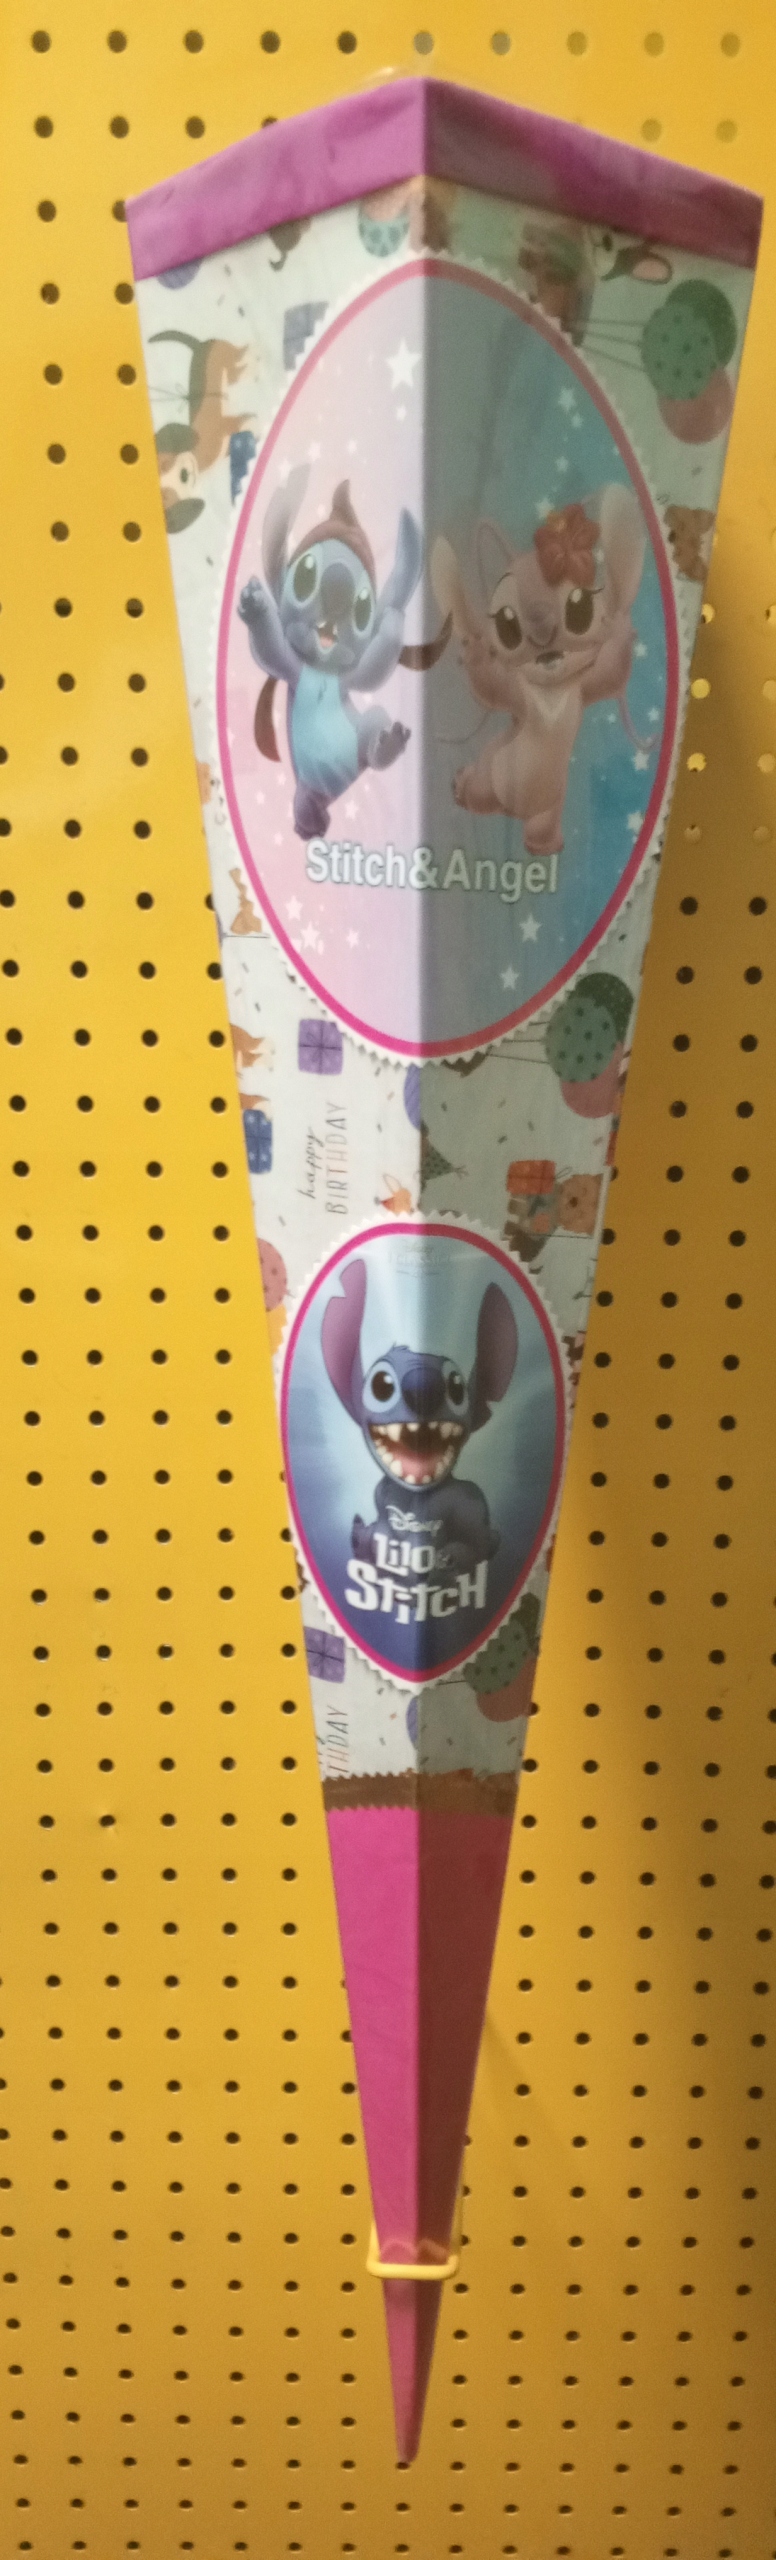 Stitch&Angel
happy
BIRTHDAY
Disney
Lilo&
Stitch
THDAY